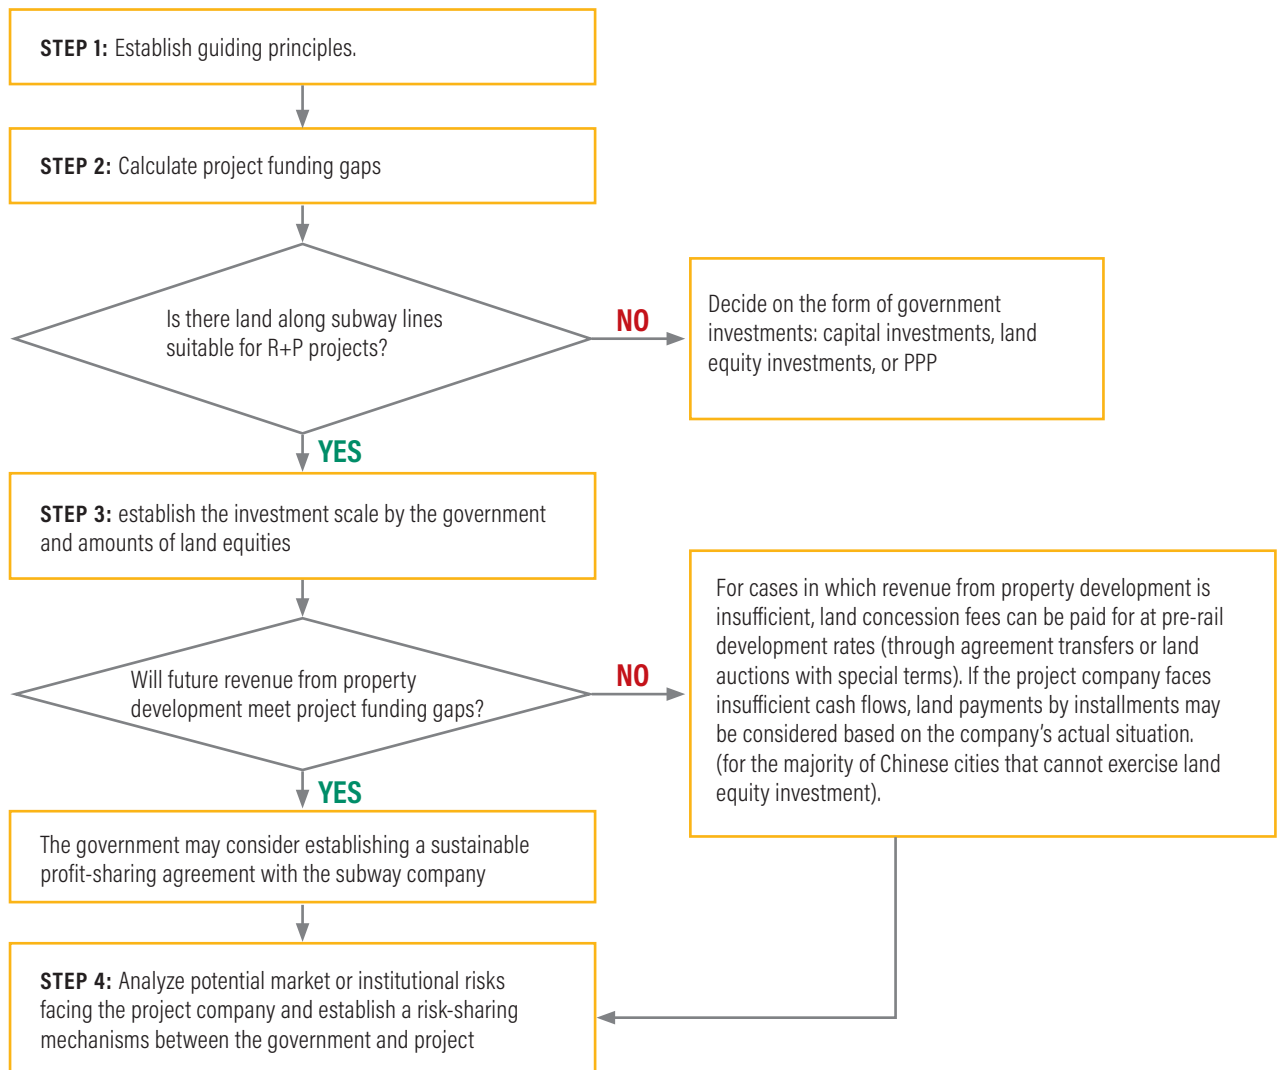 STEP 1: Establish guiding principles.
STEP 2: Calculate project funding gaps
Is there land along subway lines
suitable for R+P projects?
NO
Decide on the form of government
investments: capital investments, land
equity investments, or PPP
YES
STEP 3: establish the investment scale by the government
and amounts of land equities
Will future revenue from property
development meet project funding gaps?
NO
For cases in which revenue from property development is
insufficient, land concession fees can be paid for at pre-rail
development rates (through agreement transfers or land
auctions with special terms). If the project company faces
insufficient cash flows, land payments by installments may
be considered based on the company’s actual situation.
(for the majority of Chinese cities that cannot exercise land
equity investment).
YES
The government may consider establishing a sustainable
profit-sharing agreement with the subway company
STEP 4: Analyze potential market or institutional risks
facing the project company and establish a risk-sharing
mechanisms between the government and project